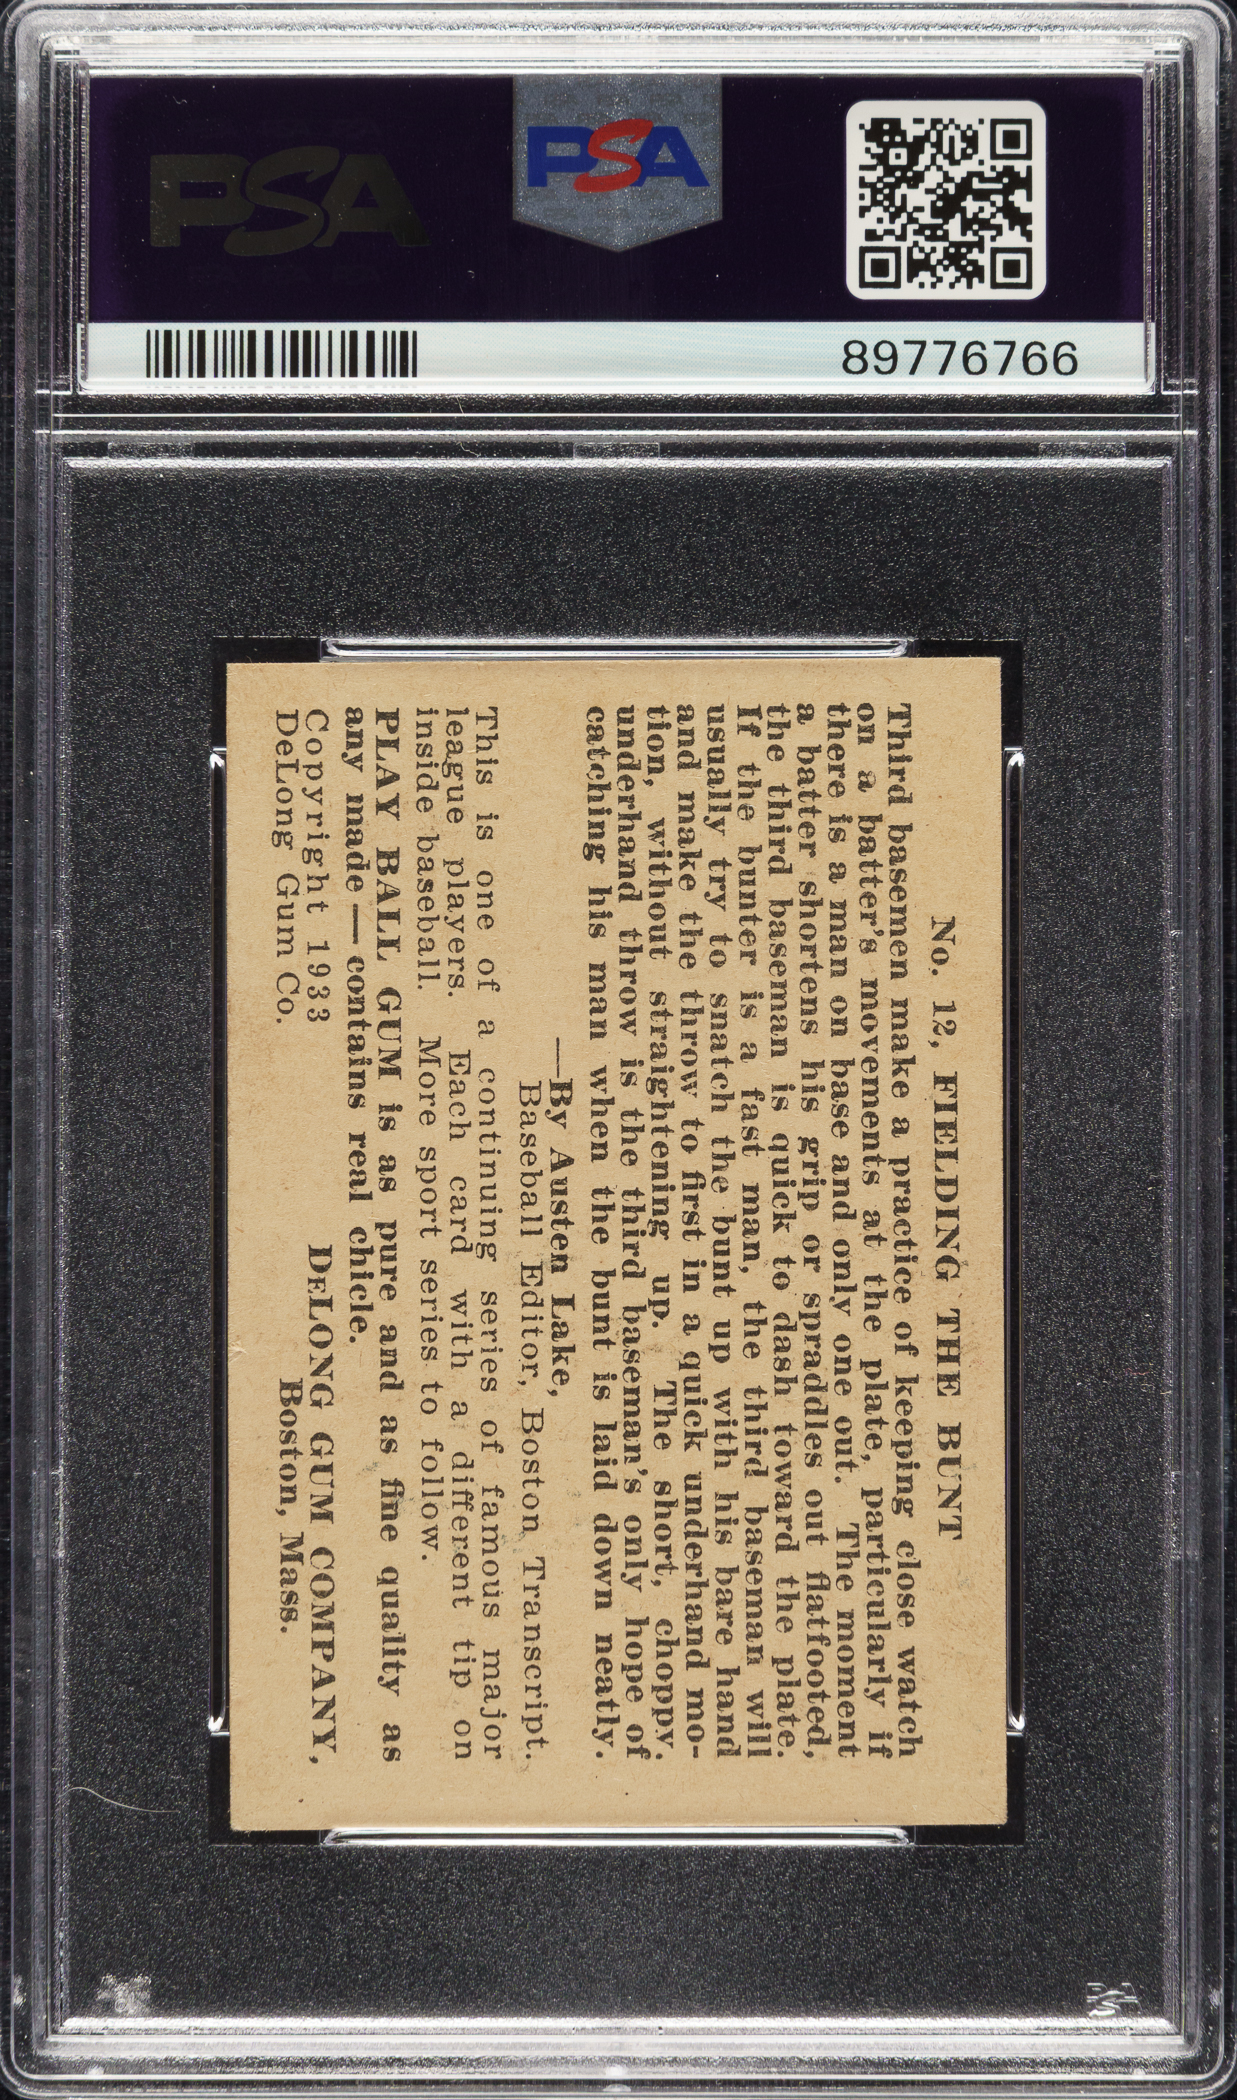 PSA
PSA
89776766
No. 12, FIELDING THE BUNT
Third basemen make a practice of keeping close watch
on a batter's movements at the plate, particularly if
there is a man on base and only one out. The moment
a batter shortens his grip or spraddles out flatfooted,
the third baseman is quick to dash toward the plate.
If the bunter is a fast man, the third baseman will
usually try to snatch the bunt up with his bare hand
and make the throw to first in a quick underhand mo-
tion, without straightening up. The short, choppy,
underhand throw is the third baseman's only hope of
catching his man when the bunt is laid down neatly.
—By Austen Lake,
Baseball Editor, Boston Transcript.
This is one of a continuing series of famous major
league players. Each card with a different tip on
inside baseball. More sport series to follow.
PLAY BALL GUM is as pure and as fine quality as
any made — contains real chicle.
Copyright 1933 DELONG GUM COMPANY,
DeLong Gum Co. Boston, Mass.
PSA